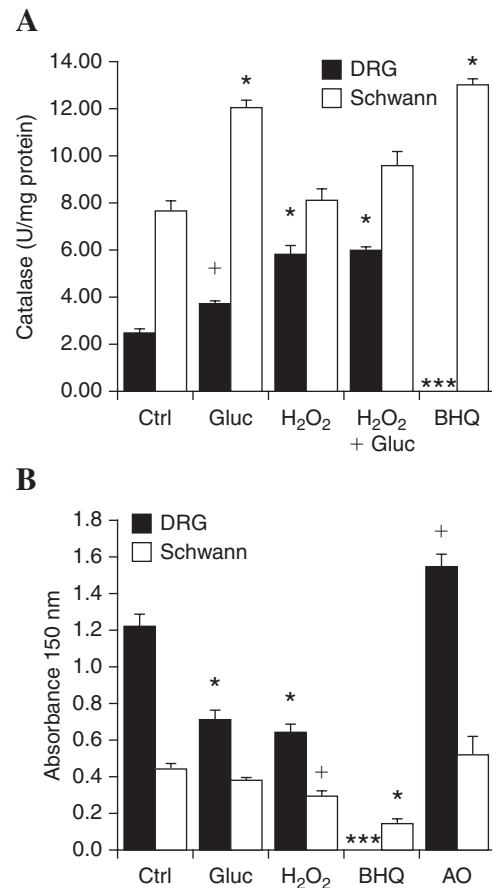 A
Catalase (U/mg protein)
14.00
12.00
10.00
8.00
6.00
4.00
2.00
0.00
DRG
Schwann
*
*
*
*
+
***
Ctrl
Gluc
H₂O₂
H₂O₂
+ Gluc
BHQ
B
Absorbance 150 nm
1.8
1.6
1.4
1.2
1.0
0.8
0.6
0.4
0.2
0.0
DRG
Schwann
+
*
*
+
*
***
Ctrl
Gluc
H₂O₂
BHQ
AO